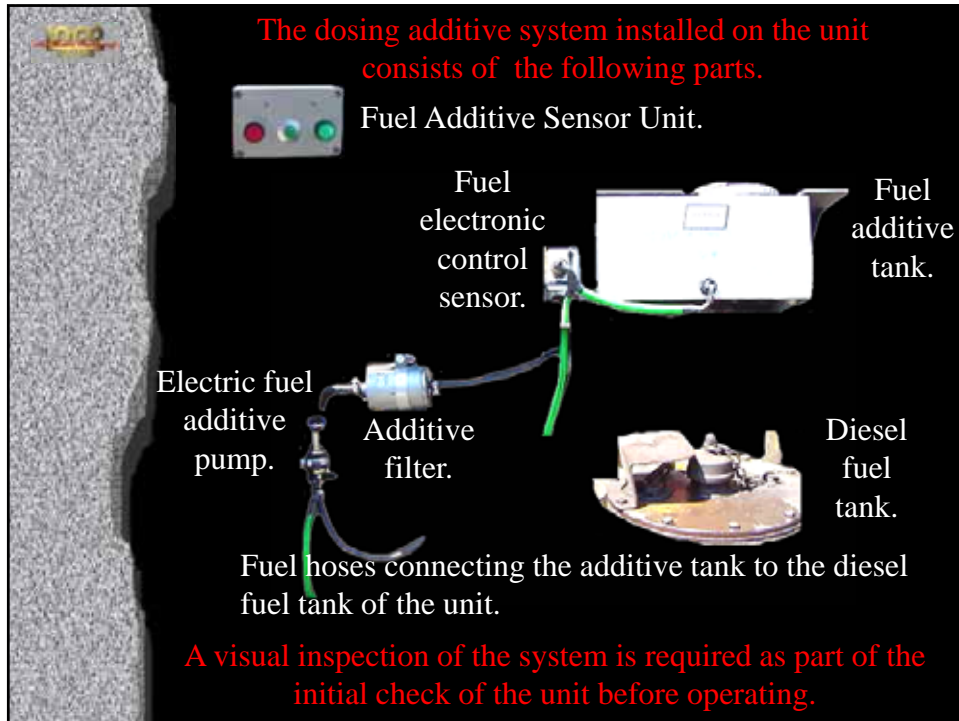 The dosing additive system installed on the unit
consists of the following parts.
Fuel Additive Sensor Unit.
Fuel
electronic
control
sensor.
Fuel
additive
tank.
Electric fuel
additive
pump.
Additive
filter.
Diesel
fuel
tank.
Fuel hoses connecting the additive tank to the diesel
fuel tank of the unit.
A visual inspection of the system is required as part of the
initial check of the unit before operating.